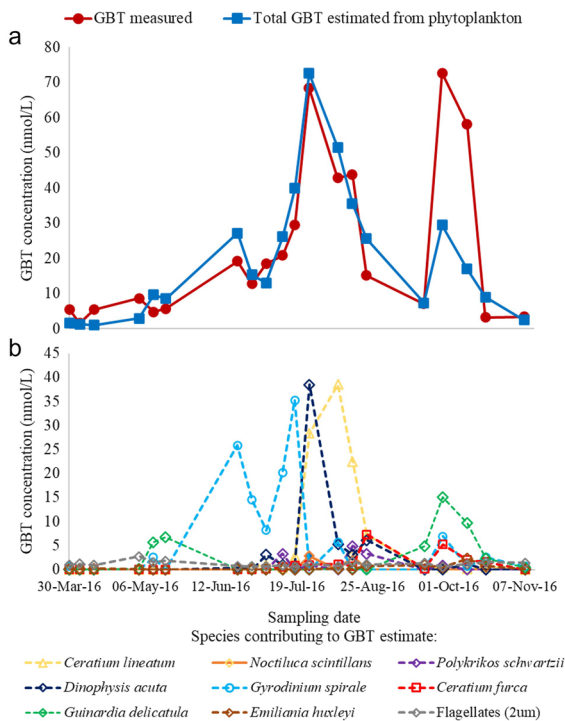 GBT measured Total GBT estimated from phytoplankton
a
GBT concentration (nmol/L)
80
70
60
50
40
30
20
10
0
b
GBT concentration (nmol/L)
45
40
35
30
25
20
15
10
5
0
30-Mar-16 06-May-16 12-Jun-16 19-Jul-16 25-Aug-16 01-Oct-16 07-Nov-16
Sampling date
Species contributing to GBT estimate:
Ceratium lineatum Noctiluca scintillans Polykrikos schwartzii
Dinophysis acuta Gyrodinium spirale Ceratium furca
Guinardia delicatula Emiliania huxleyi Flagellates (2um)